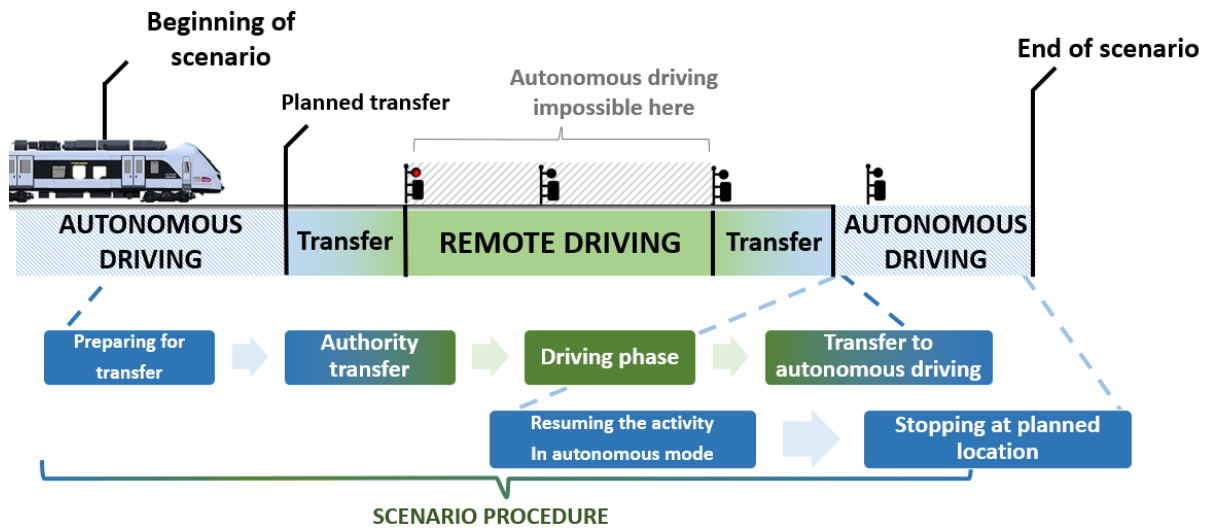 Beginning of
scenario
End of scenario
Autonomous driving
impossible here
Planned transfer
AUTONOMOUS
DRIVING
Transfer
REMOTE DRIVING
Transfer
AUTONOMOUS
DRIVING
Preparing for
transfer
Authority
transfer
Driving phase
Transfer to
autonomous driving
Resuming the activity
In autonomous mode
Stopping at planned
location
SCENARIO PROCEDURE